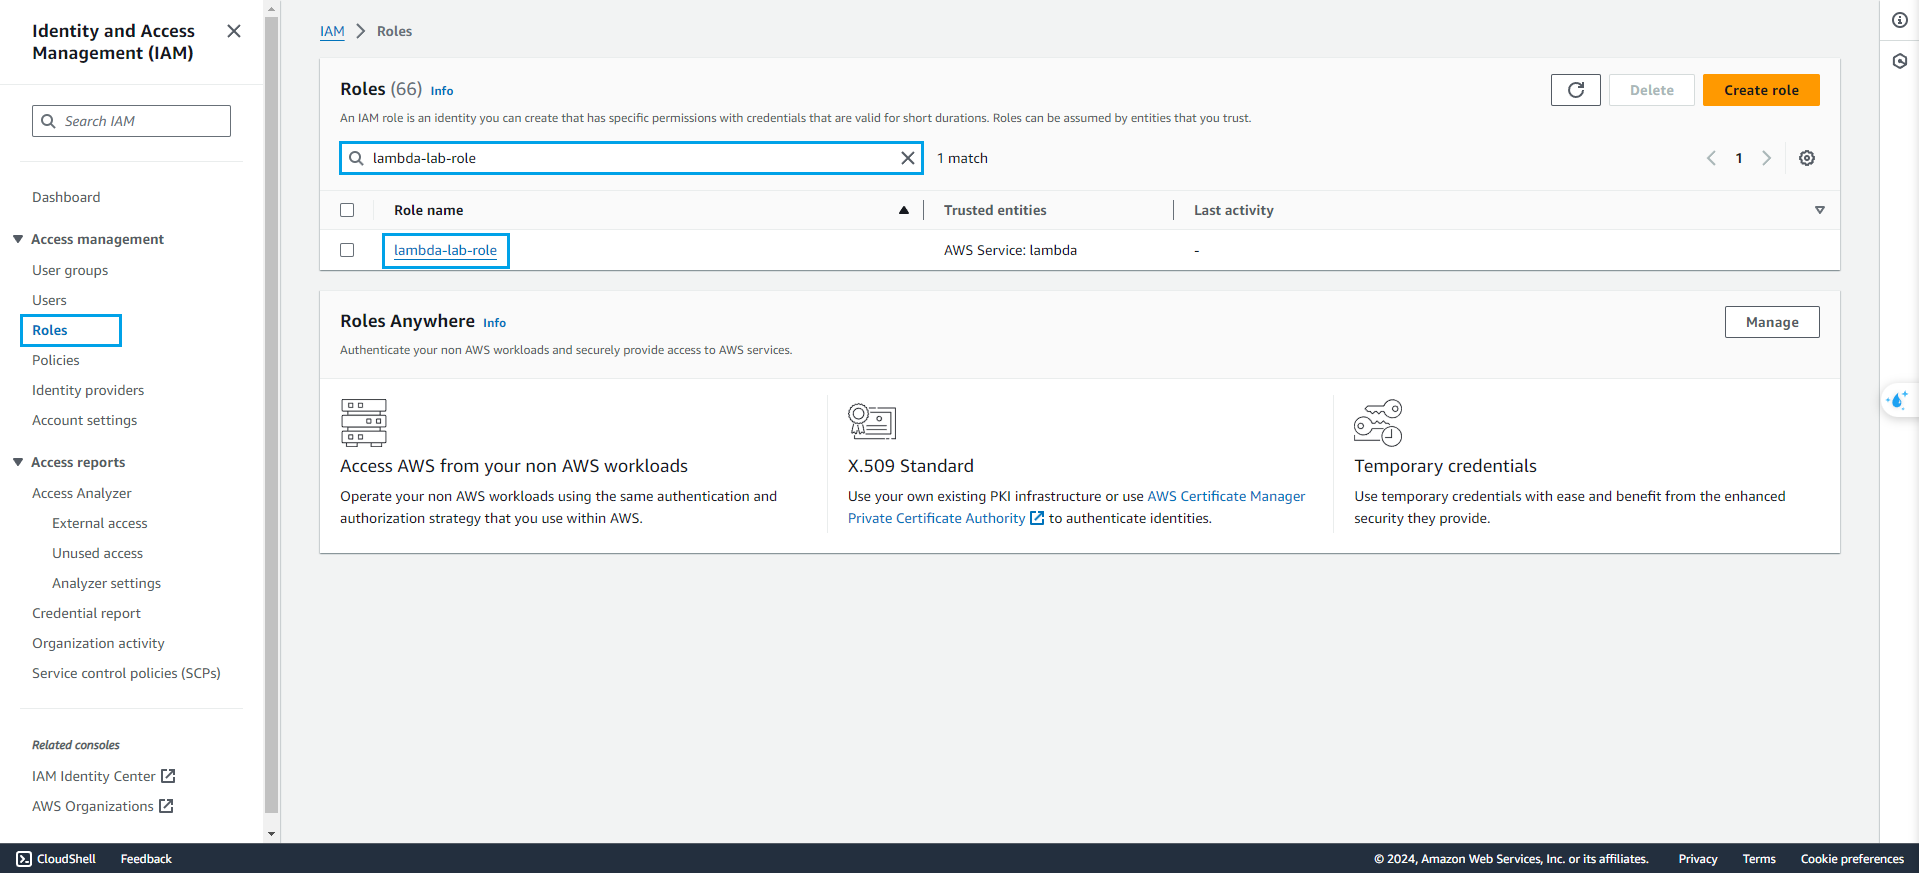 Identity and Access
Management (IAM)
Search IAM
Dashboard
Access management
User groups
Users
Roles
Policies
Identity providers
Account settings
Access reports
Access Analyzer
External access
Unused access
Analyzer settings
Credential report
Organization activity
Service control policies (SCPs)
Related consoles
IAM Identity Center
AWS Organizations
IAM > Roles
Roles (66) Info
Delete
Create role
An IAM role is an identity you can create that has specific permissions with credentials that are valid for short durations. Roles can be assumed by entities that you trust.
lambda-lab-role
1 match
1
Role name
Trusted entities
Last activity
lambda-lab-role
AWS Service: lambda
-
Roles Anywhere Info
Manage
Authenticate your non AWS workloads and securely provide access to AWS services.
Access AWS from your non AWS workloads
Operate your non AWS workloads using the same authentication and
authorization strategy that you use within AWS.
X.509 Standard
Use your own existing PKI infrastructure or use AWS Certificate Manager
Private Certificate Authority to authenticate identities.
Temporary credentials
Use temporary credentials with ease and benefit from the enhanced
security they provide.
CloudShell
Feedback
© 2024, Amazon Web Services, Inc. or its affiliates.
Privacy
Terms
Cookie preferences